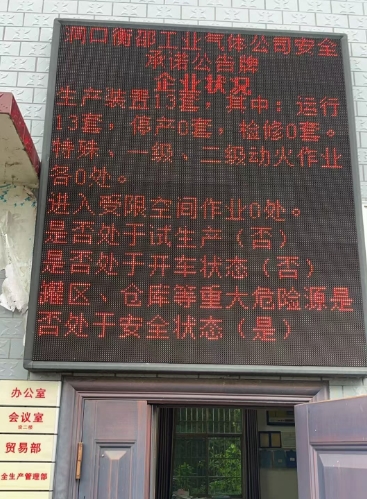 洞口衡邵工业气体公司安全
承诺公告牌
企业状况
生产装置13套，其中：运行
13套，停产0套，检修0套。
特殊、一级、二级动火作业
各0处。
进入受限空间作业0处。
是否处于试生产（否）
是否处于开车状态（否）
罐区、仓库等重大危险源是
否处于安全状态（是）
办公室
会议室
贸易部
全生产管理部